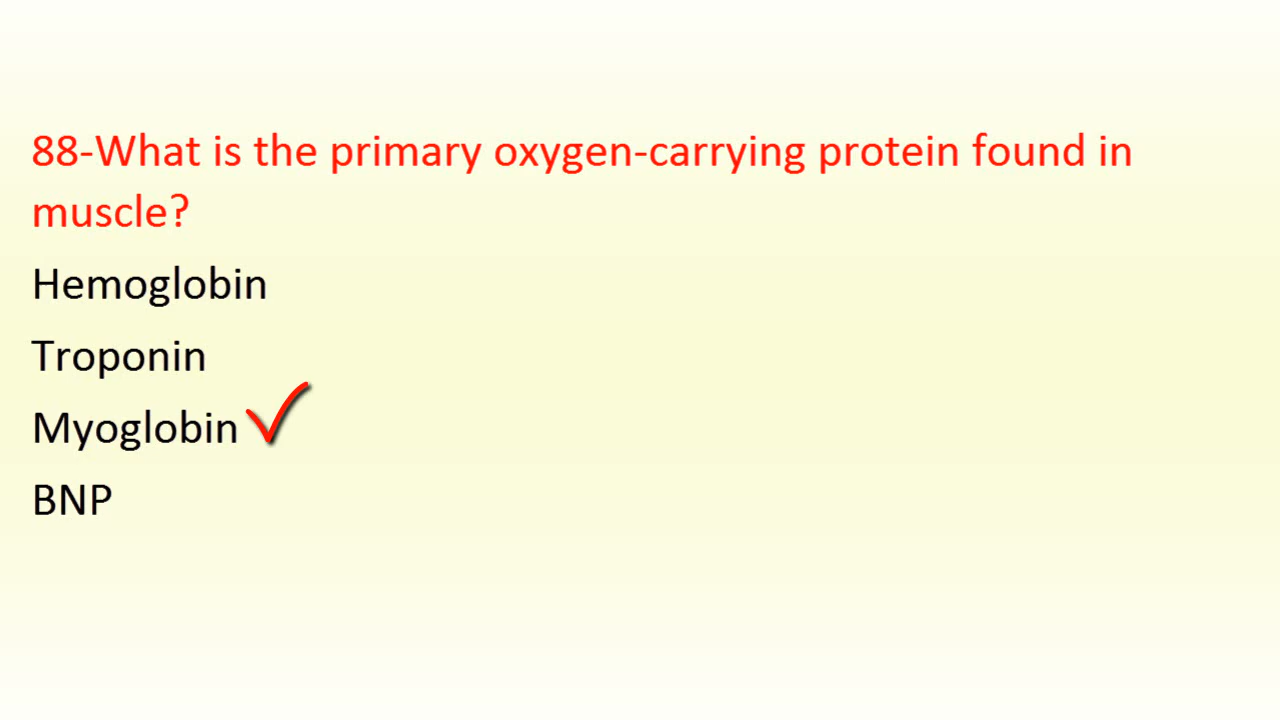 88-What is the primary oxygen-carrying protein found in
muscle?
Hemoglobin
Troponin
Myoglobin
BNP